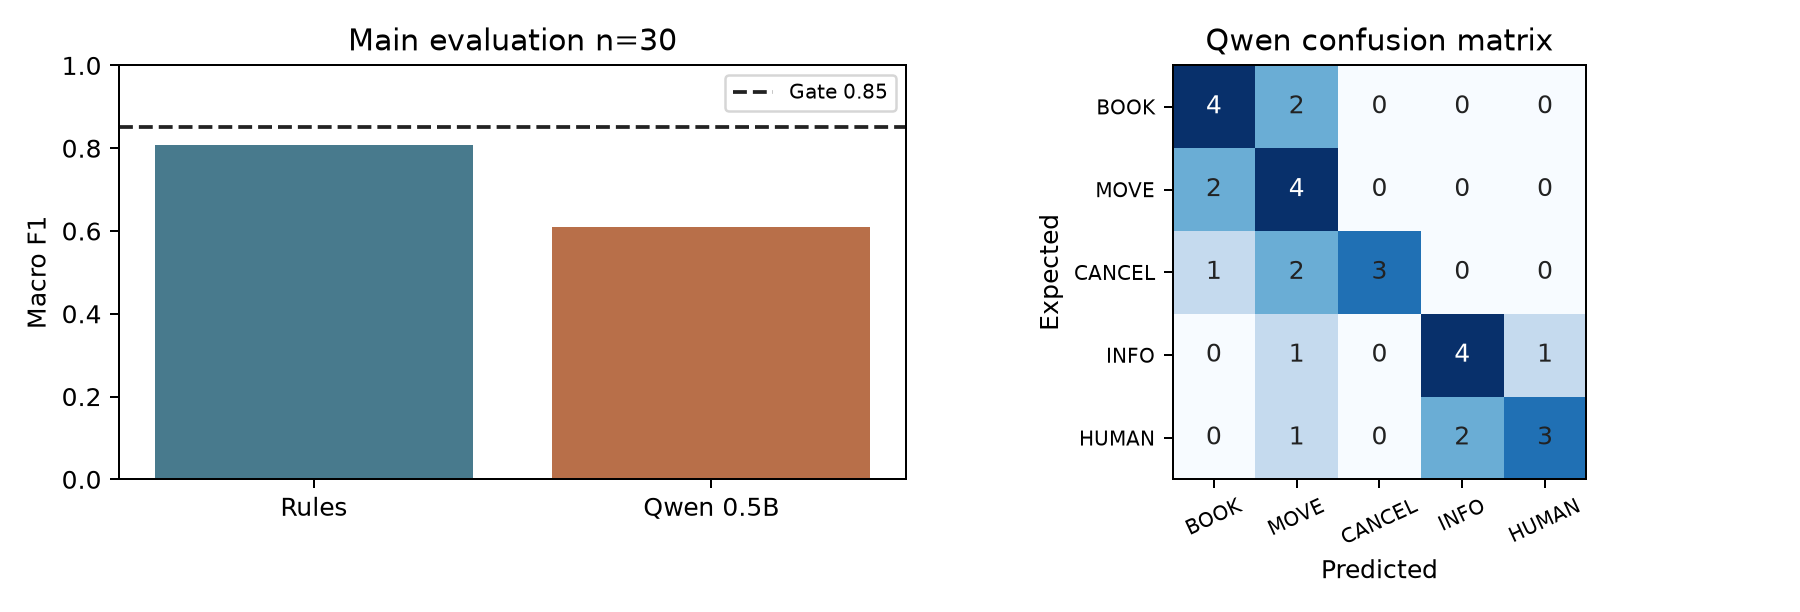 Main evaluation n=30
Macro F1
1.0
0.8
0.6
0.4
0.2
0.0
Gate 0.85
Rules
Qwen 0.5B
Qwen confusion matrix
Expected
BOOK 4 2 0 0 0
MOVE 2 4 0 0 0
CANCEL 1 2 3 0 0
INFO 0 1 0 4 1
HUMAN 0 1 0 2 3
BOOK MOVE CANCEL INFO HUMAN
Predicted